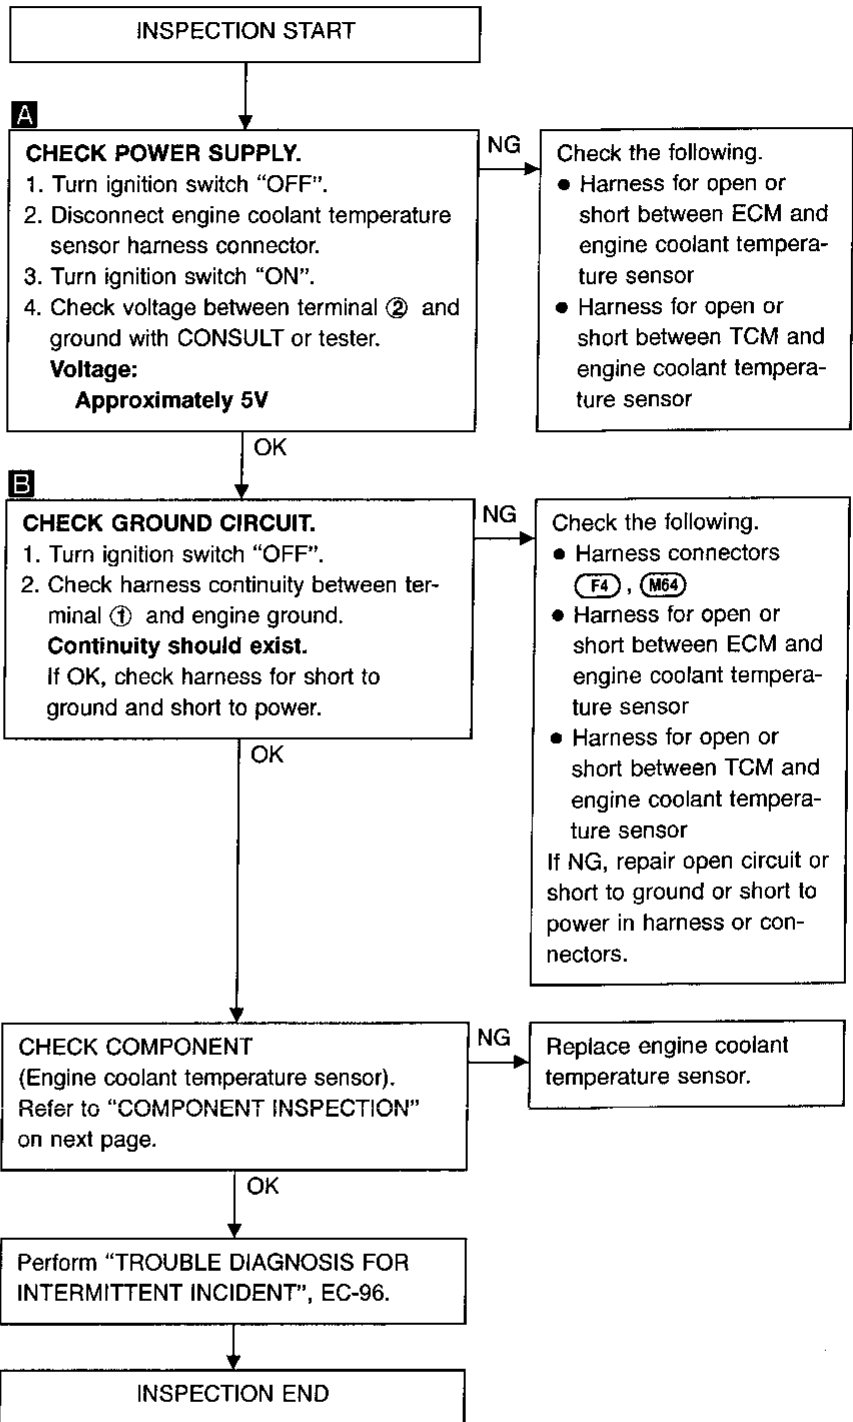 INSPECTION START
A
CHECK POWER SUPPLY.
1. Turn ignition switch “OFF”.
2. Disconnect engine coolant temperature
sensor harness connector.
3. Turn ignition switch “ON”.
4. Check voltage between terminal ② and
ground with CONSULT or tester.
Voltage:
Approximately 5V
NG
Check the following.
● Harness for open or
short between ECM and
engine coolant tempera-
ture sensor
● Harness for open or
short between TCM and
engine coolant tempera-
ture sensor
OK
B
CHECK GROUND CIRCUIT.
1. Turn ignition switch “OFF”.
2. Check harness continuity between ter-
minal ① and engine ground.
Continuity should exist.
If OK, check harness for short to
ground and short to power.
NG
Check the following.
● Harness connectors
F4 , M64
● Harness for open or
short between ECM and
engine coolant tempera-
ture sensor
● Harness for open or
short between TCM and
engine coolant tempera-
ture sensor
If NG, repair open circuit or
short to ground or short to
power in harness or con-
nectors.
OK
CHECK COMPONENT
(Engine coolant temperature sensor).
Refer to “COMPONENT INSPECTION”
on next page.
NG
Replace engine coolant
temperature sensor.
OK
Perform “TROUBLE DIAGNOSIS FOR
INTERMITTENT INCIDENT”, EC-96.
INSPECTION END